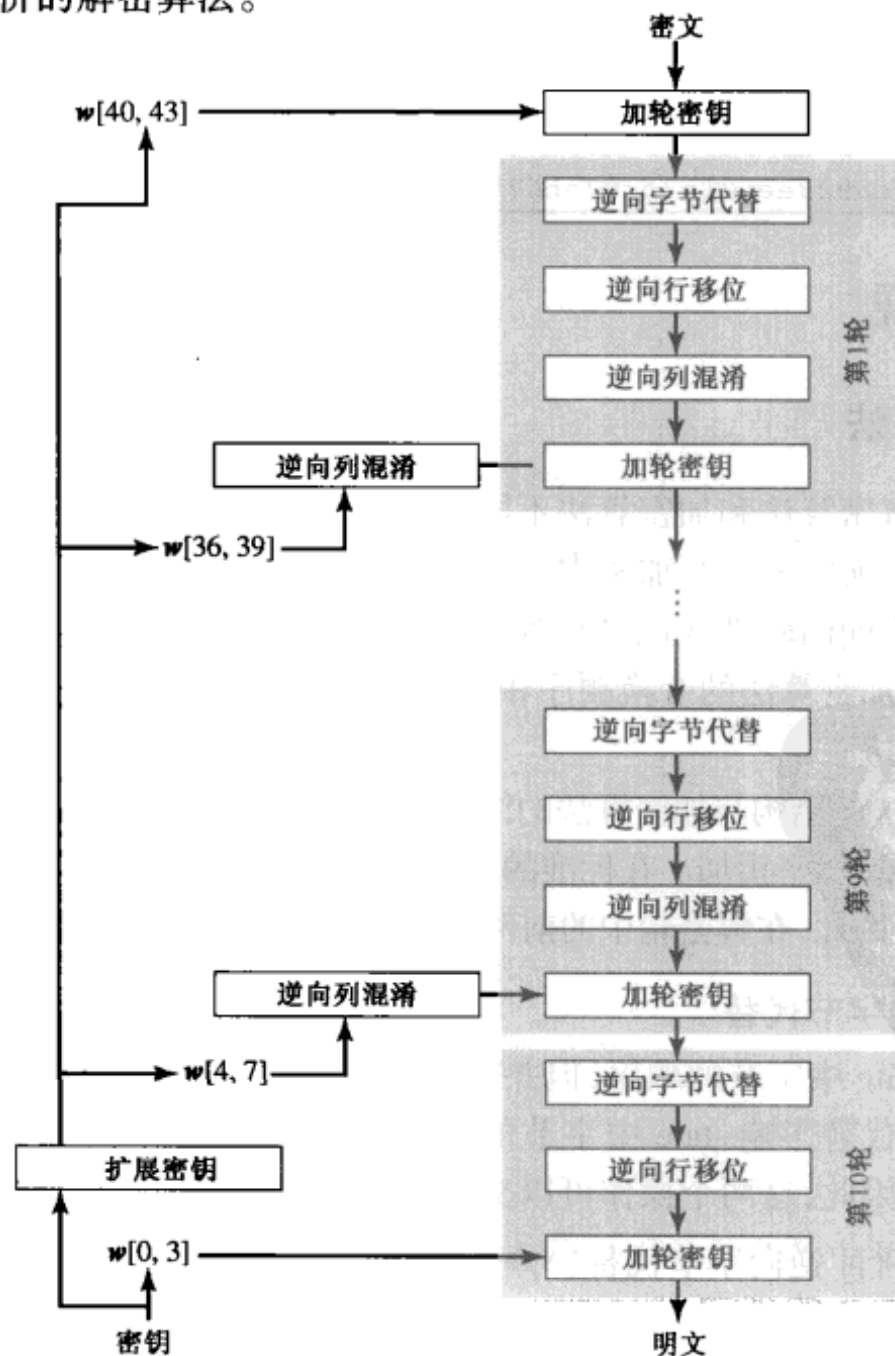 价的解密算法。
密文
w[40, 43]
加轮密钥
逆向字节代替
逆向行移位
逆向列混淆
第1轮
逆向列混淆
加轮密钥
w[36, 39]
⋮
逆向字节代替
逆向行移位
逆向列混淆
第9轮
逆向列混淆
加轮密钥
w[4, 7]
逆向字节代替
扩展密钥
逆向行移位
第10轮
w[0, 3]
加轮密钥
密钥
明文